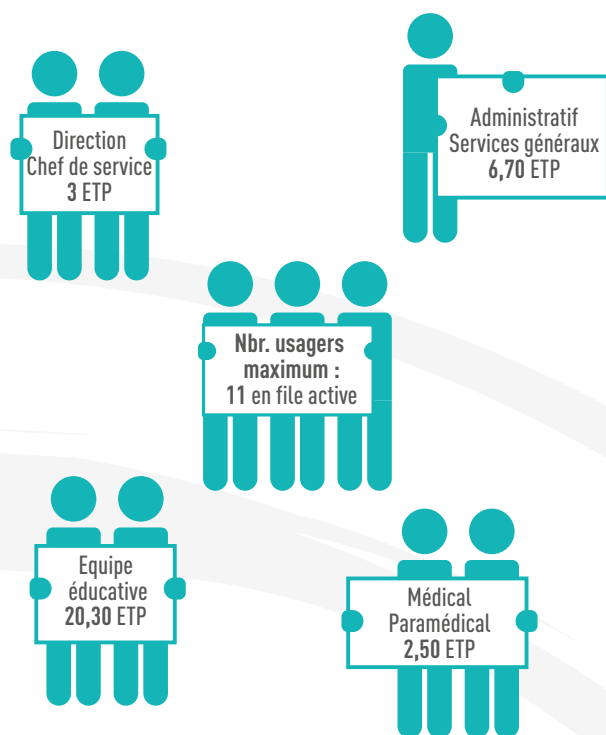 Direction
Chef de service
3 ETP
Administratif
Services généraux
6,70 ETP
Nbr. usagers
maximum :
11 en file active
Equipe
éducative
20,30 ETP
Médical
Paramédical
2,50 ETP